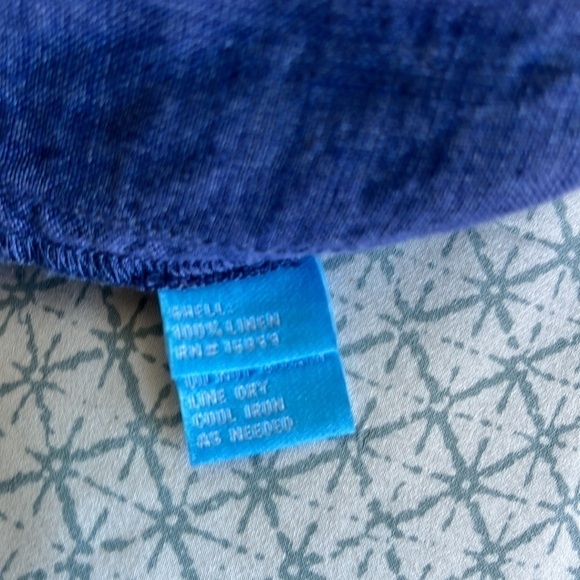 SHELL:
100% LINEN
RN #
LINE DRY
COOL IRON
AS NEEDED